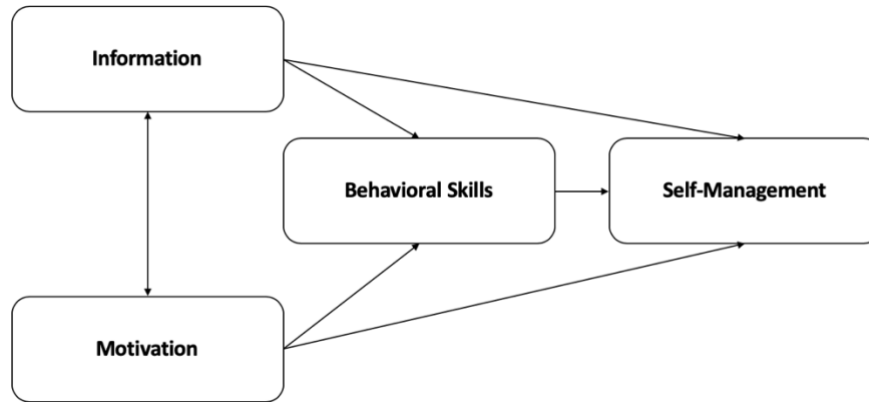 Information
Behavioral Skills
Self-Management
Motivation